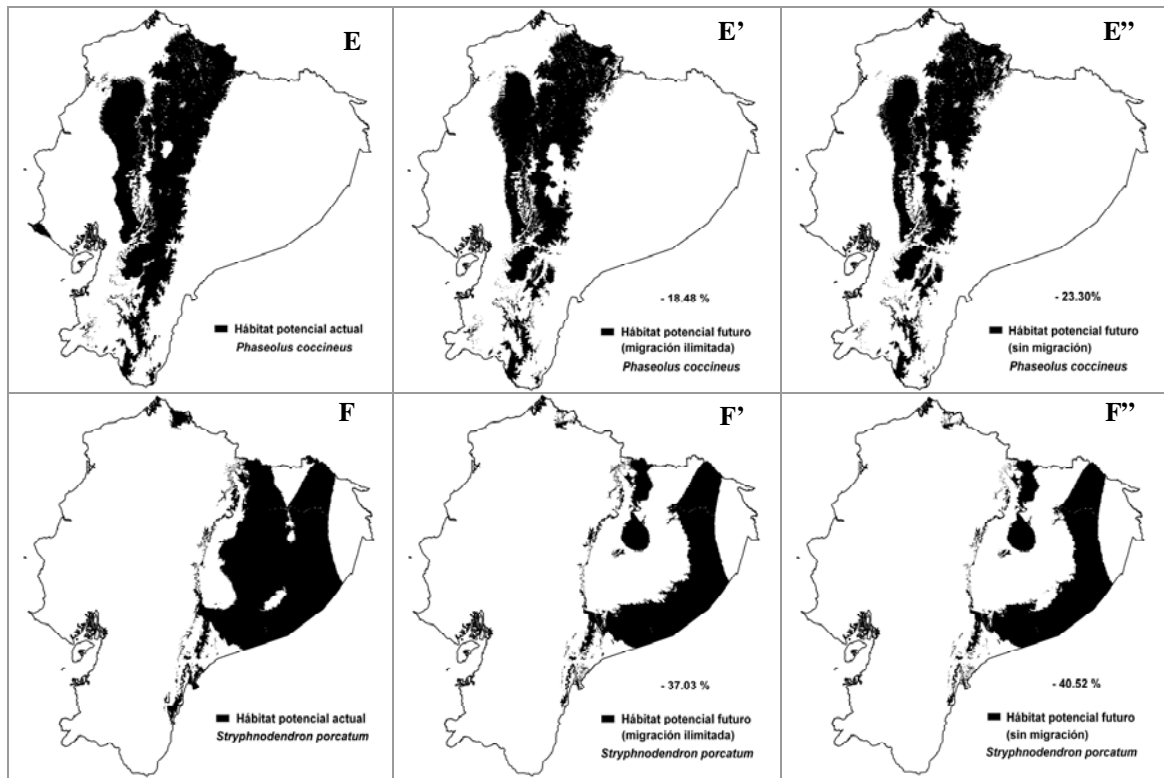 E
Hábitat potencial actual
Phaseolus coccineus
E’
- 18.48 %
Hábitat potencial futuro
(migración ilimitada)
Phaseolus coccineus
E’’
- 23.30%
Hábitat potencial futuro
(sin migración)
Phaseolus coccineus
F
Hábitat potencial actual
Stryphnodendron porcatum
F’
- 37.03 %
Hábitat potencial futuro
(migración ilimitada)
Stryphnodendron porcatum
F’’
- 40.52 %
Hábitat potencial futuro
(sin migración)
Stryphnodendron porcatum